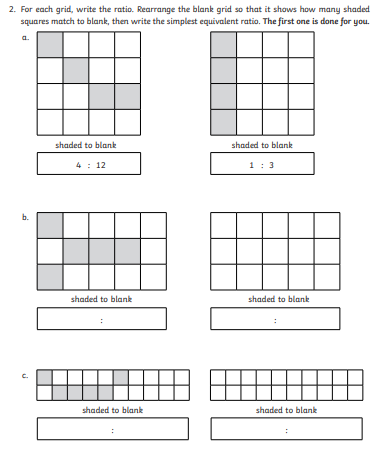 2. For each grid, write the ratio. Rearrange the blank grid so that it shows how many shaded
squares match to blank, then write the simplest equivalent ratio. The first one is done for you.
a.
shaded to blank shaded to blank
4 : 12 1 : 3
b.
shaded to blank shaded to blank
: :
c.
shaded to blank shaded to blank
: :